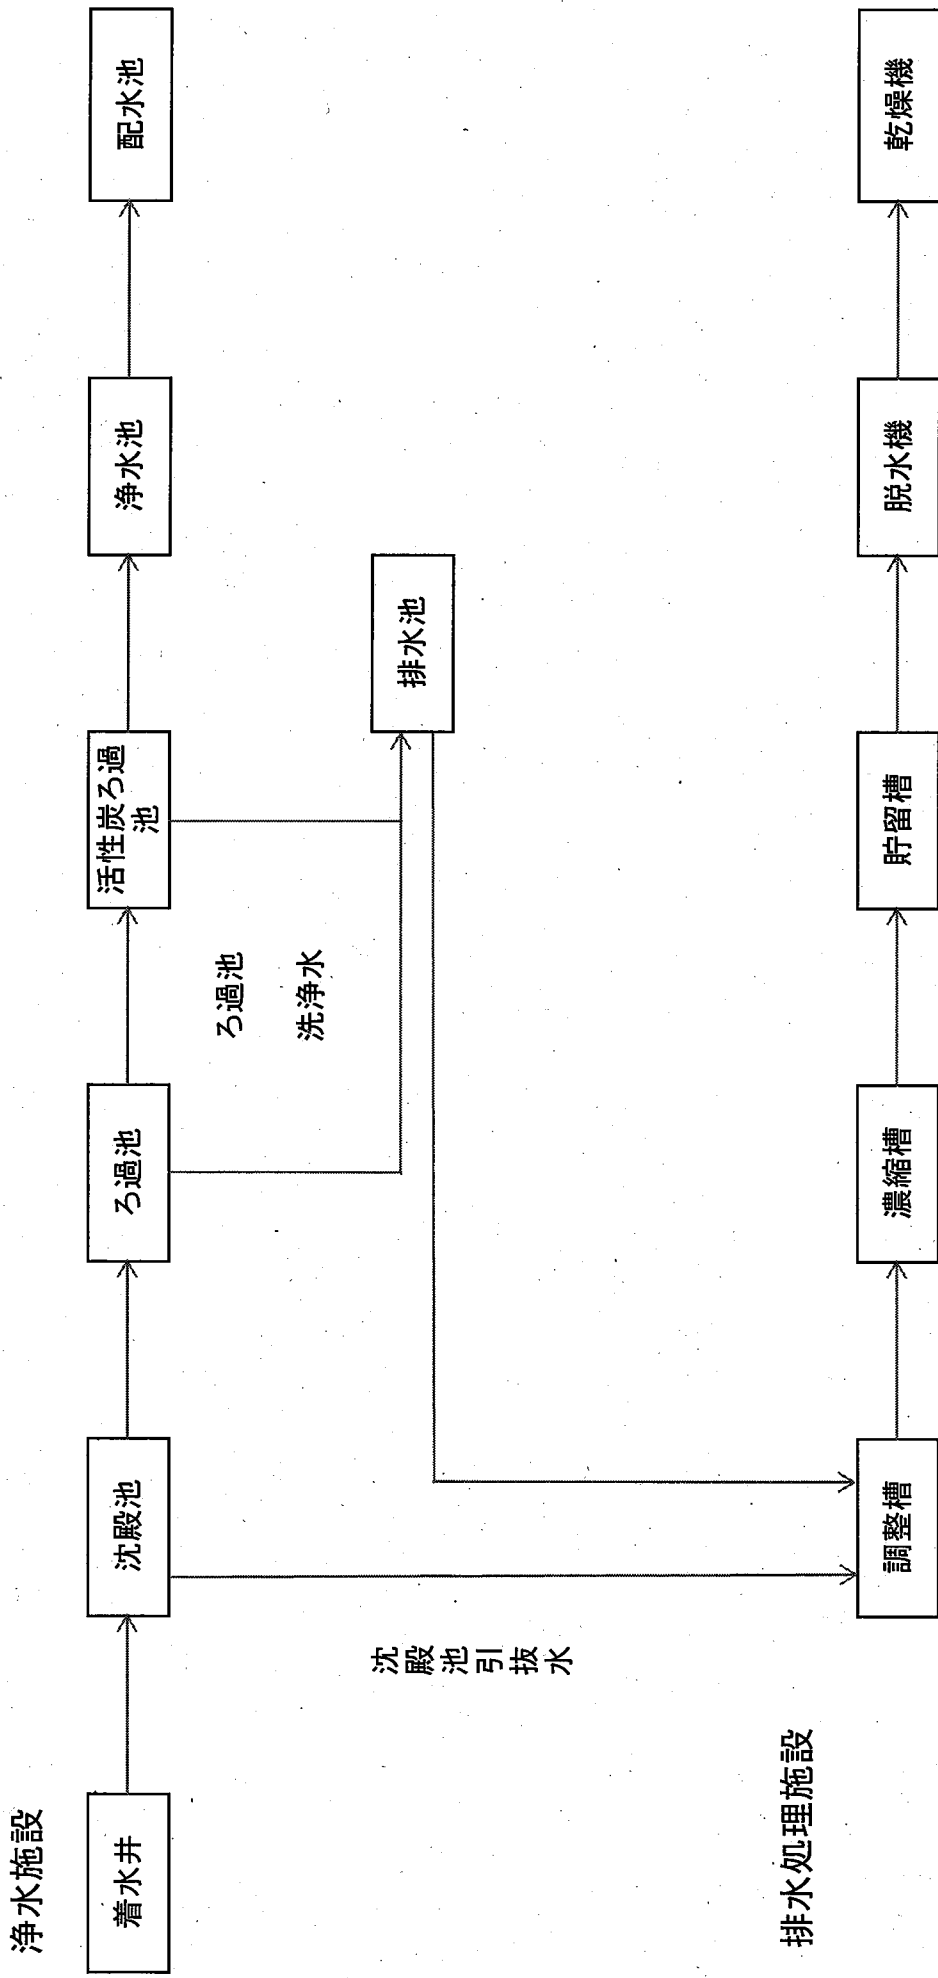 浄水施設
着水井
沈殿池
ろ過池
活性炭ろ過
池
浄水池
配水池
ろ過池
洗浄水
排水池
沈殿池引抜水
排水処理施設
調整槽
濃縮槽
貯留槽
脱水機
乾燥機